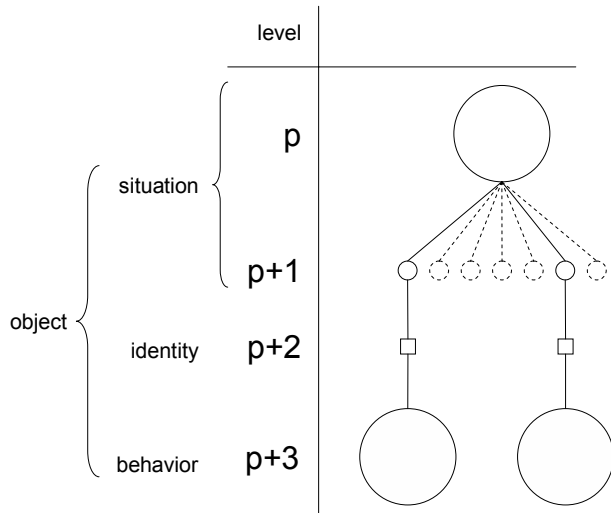 level
p
situation
p+1
object
identity
p+2
behavior
p+3